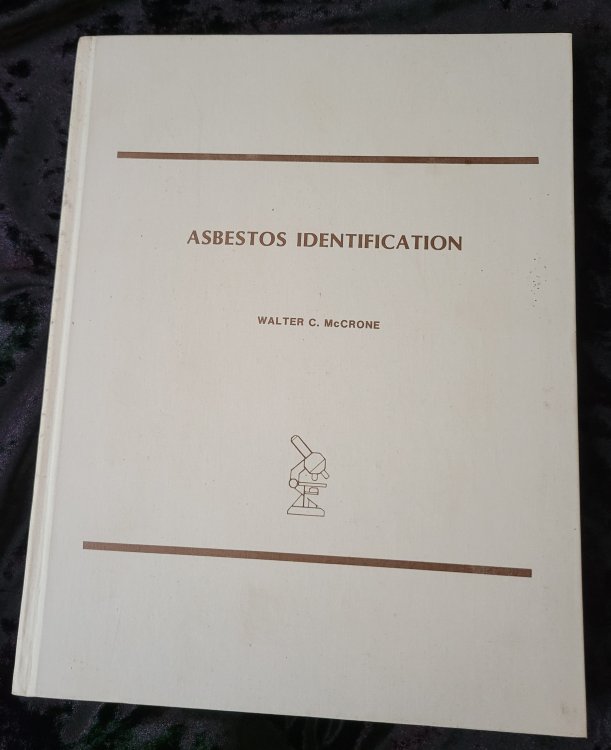 ASBESTOS IDENTIFICATION
WALTER C. McCRONE